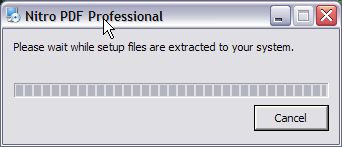 Nitro PDF Professional
Please wait while setup files are extracted to your system.
Cancel